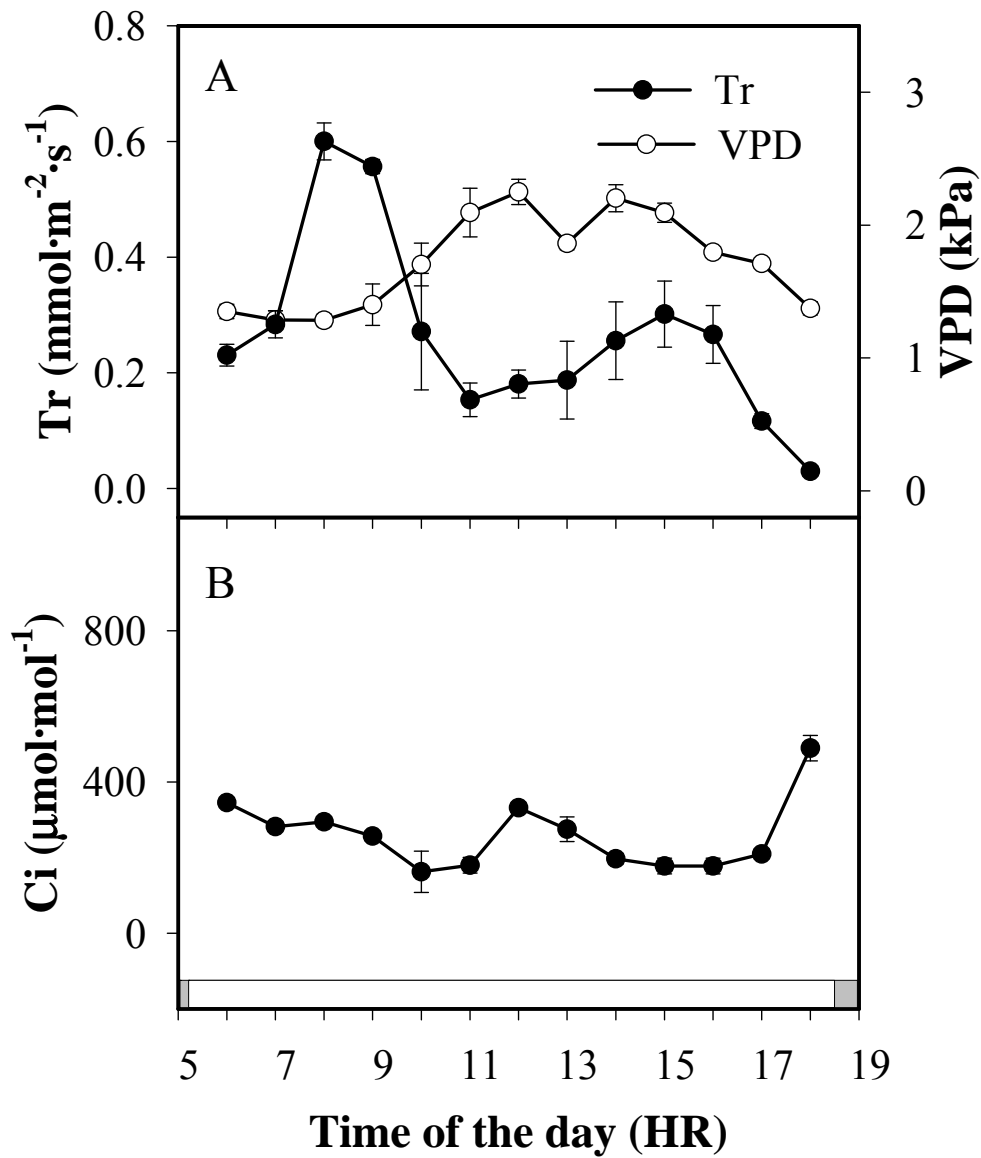 A
Tr
VPD
0.8
0.6
0.4
0.2
0.0
Tr (mmol·m⁻²·s⁻¹)
3
2
1
0
VPD (kPa)
B
800
400
0
Ci (μmol·mol⁻¹)
5 7 9 11 13 15 17 19
Time of the day (HR)